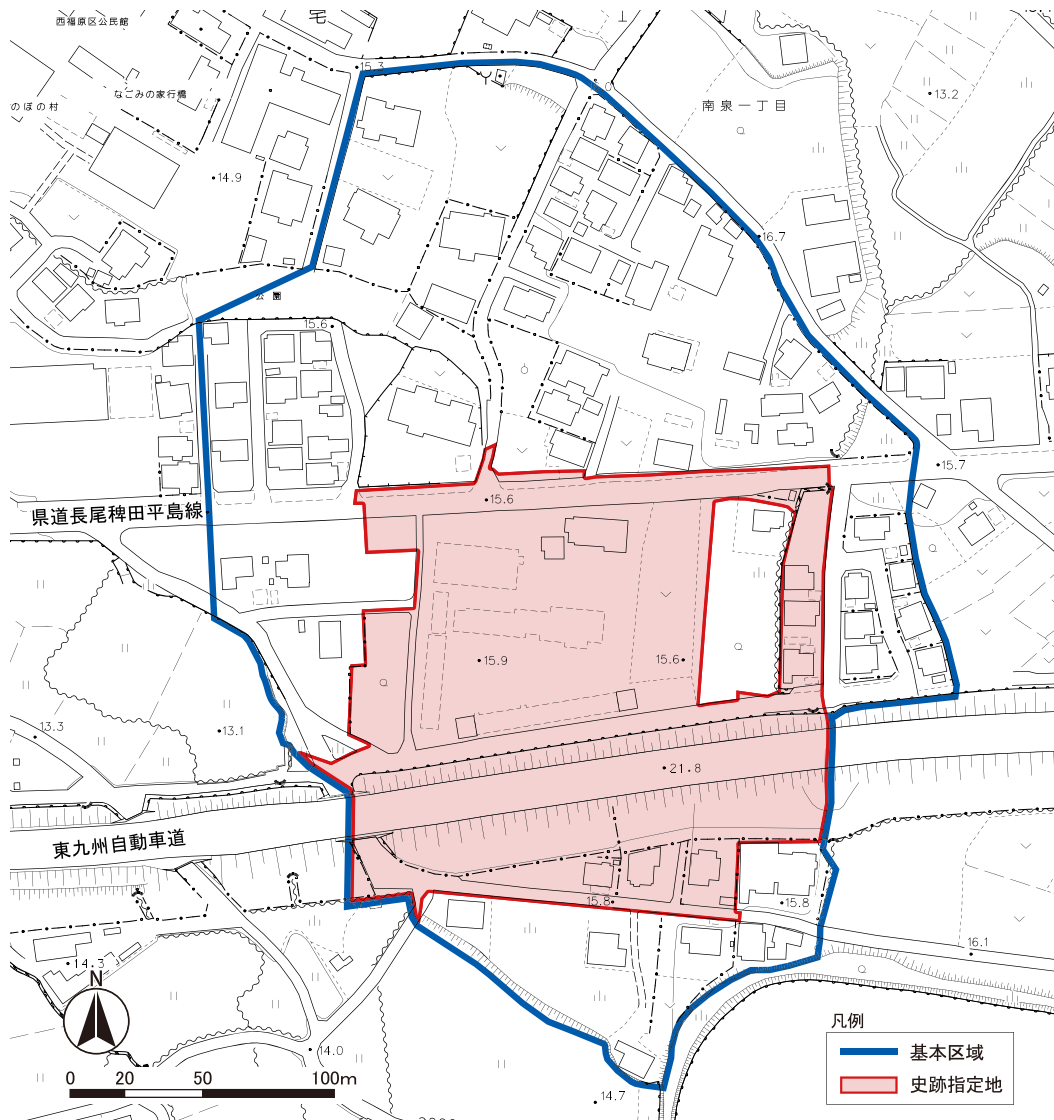 宅
西福原区公民館
15.3
なごみの家行橋
のほの村
南泉一丁目
13.2
14.9
16.7
公園
15.6
15.7
県道長尾稗田平島線
15.6
15.9
15.6
13.3
13.1
21.8
東九州自動車道
15.8
15.8
16.1
14.3
N
14.0
14.7
0 20 50 100m
凡例
基本区域
史跡指定地